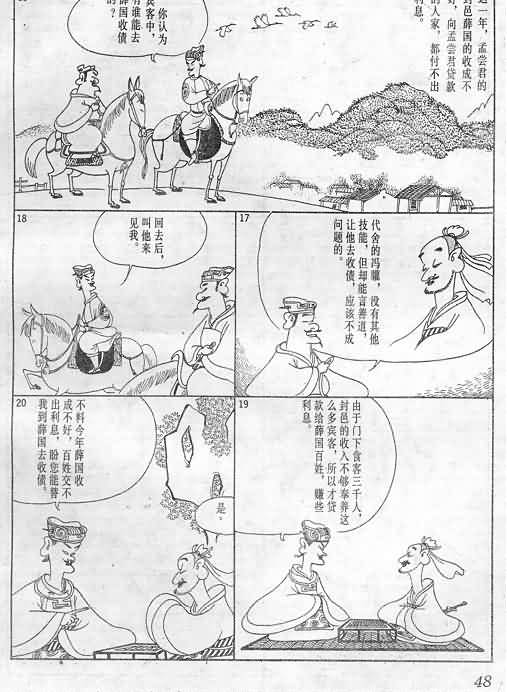 一年，孟尝君的
封邑薛国的收成不
好，向孟尝君贷款
的人家，都付不出
利息。
你认为
宾客中，
有谁能去
薛国收债
的？
17
代舍的冯驩，没有其他
技能，但却能言善道，
让他去收债，应该不成
问题的。
18
回去后，
叫他来
见我。
19
由于门下食客三千人，
封邑的收入不够奉养这
么多宾客，所以才贷
款给薛国百姓，赚些
利息。
20
不料今年薛国收
成不好，百姓交不
出利息，盼您能替
我到薛国去收债。
是。
48